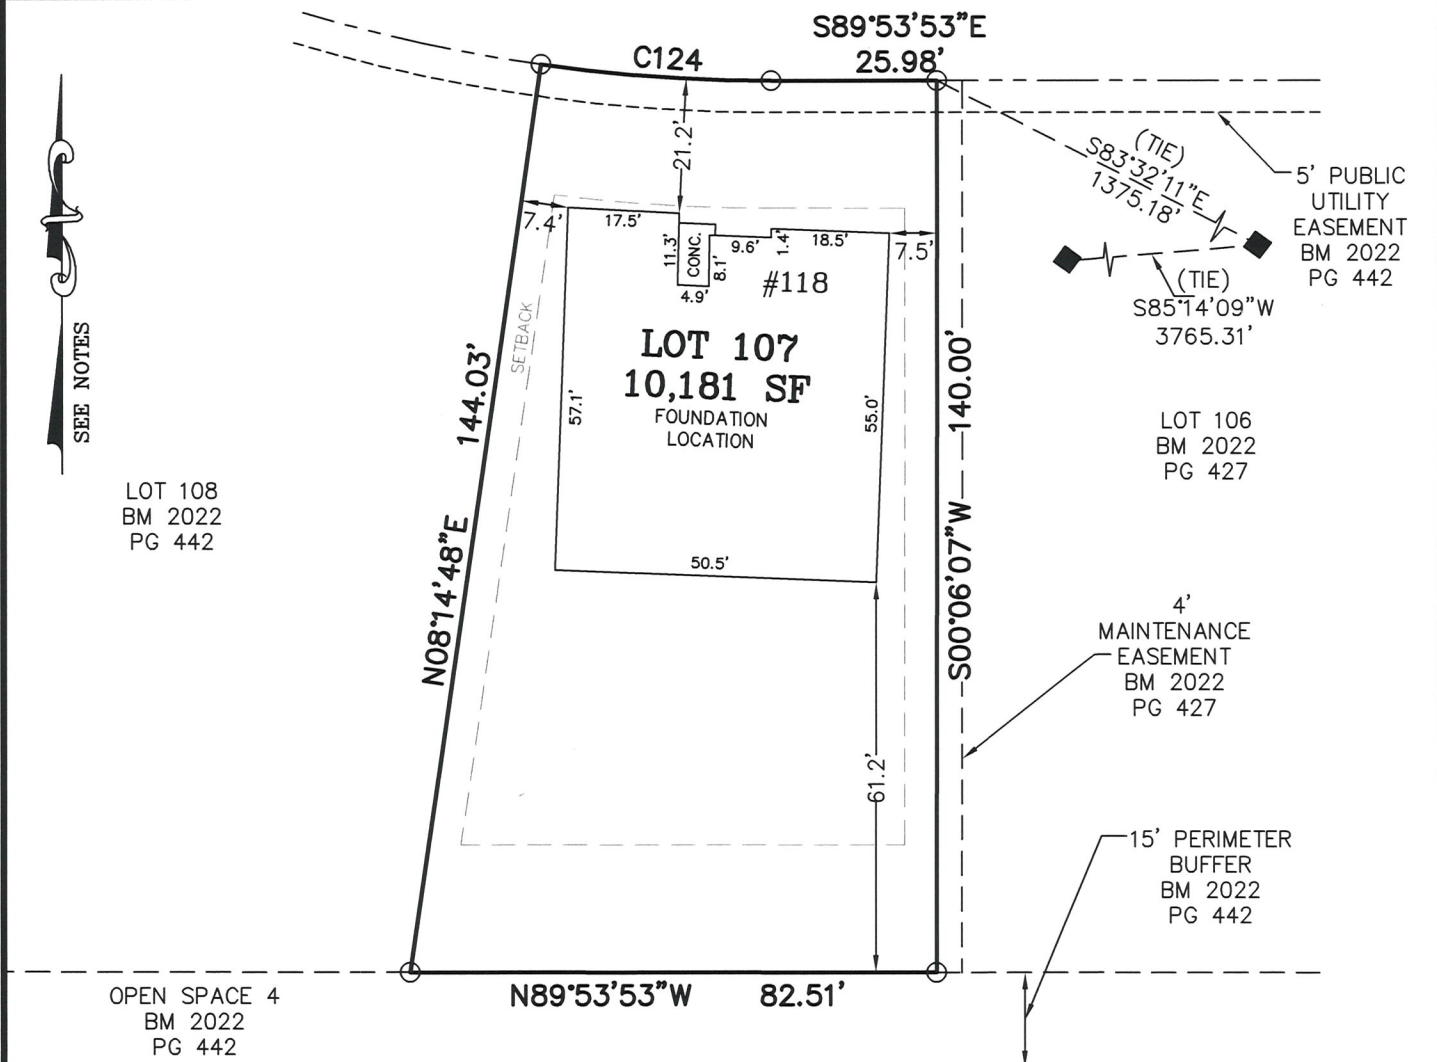 S89°53'53"E
25.98'
C124
21.2'
(TIE)
S83°32'11"E
1375.18'
5' PUBLIC
UTILITY
EASEMENT
BM 2022
PG 442
(TIE)
S85°14'09"W
3765.31'
7.4'
17.5'
11.3'
CONC.
8.1'
4.9'
9.6'
1.4'
18.5'
7.5'
#118
SETBACK
SEE NOTES
LOT 107
10,181 SF
FOUNDATION
LOCATION
57.1'
55.0'
50.5'
N08°14'48"E 144.03'
S00°06'07"W 140.00'
LOT 106
BM 2022
PG 427
LOT 108
BM 2022
PG 442
4'
MAINTENANCE
EASEMENT
BM 2022
PG 427
61.2'
15' PERIMETER
BUFFER
BM 2022
PG 442
N89°53'53"W 82.51'
OPEN SPACE 4
BM 2022
PG 442